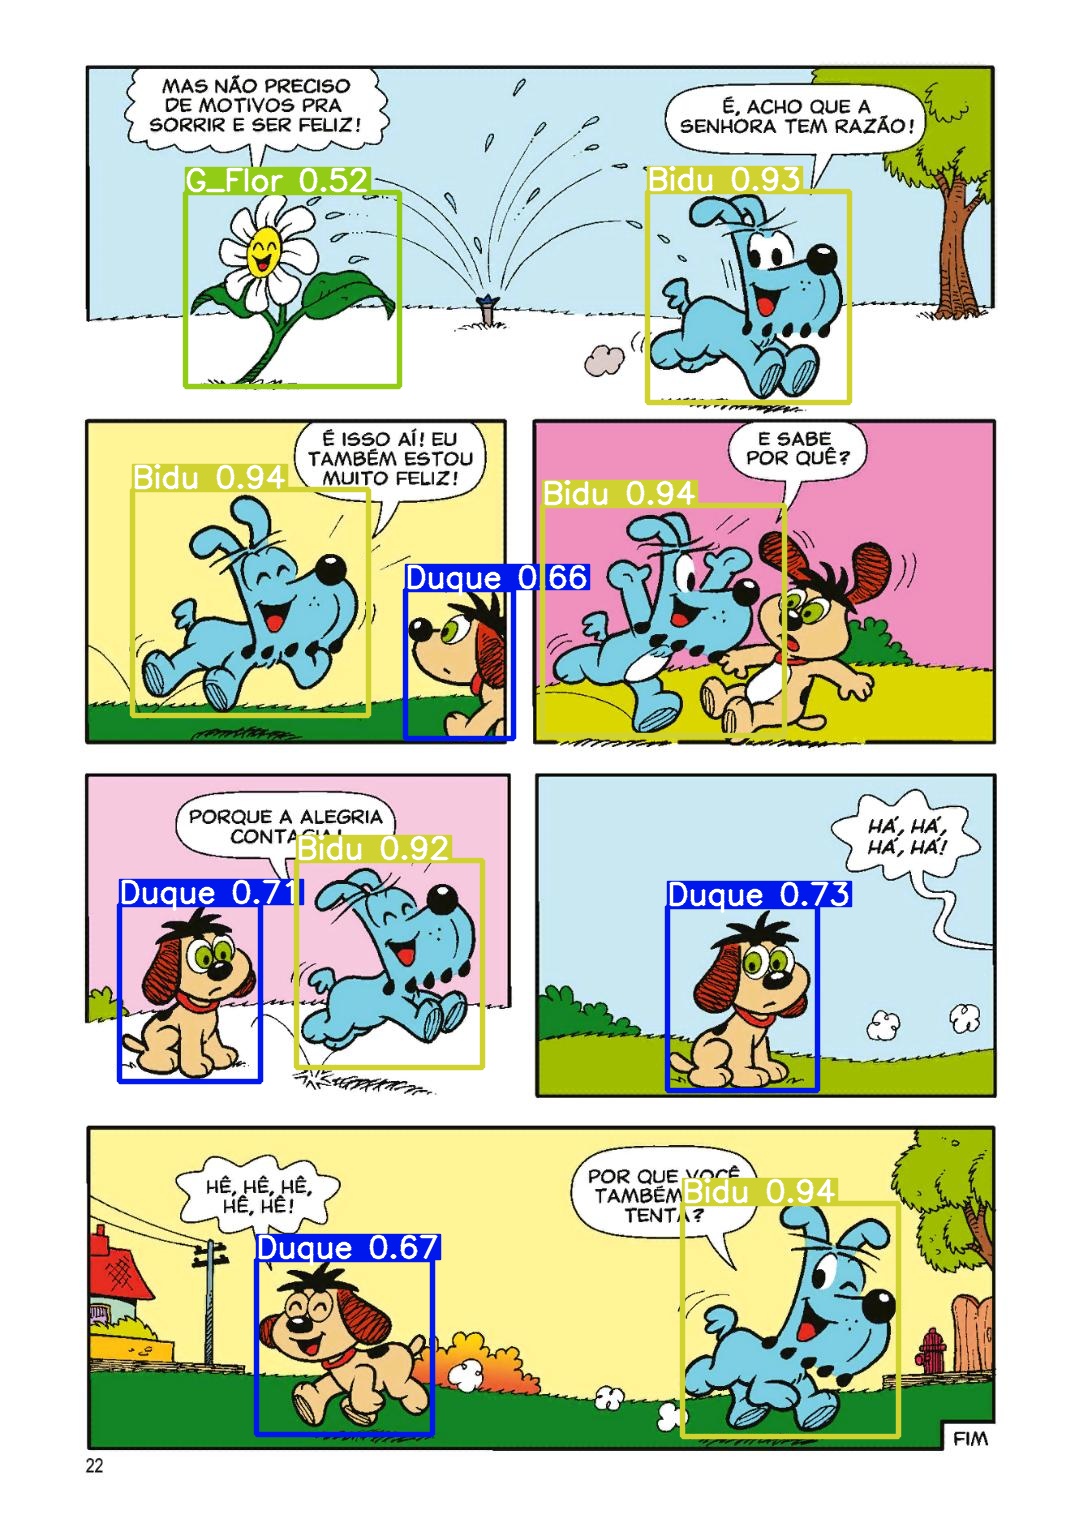 MAS NÃO PRECISO
DE MOTIVOS PRA
SORRIR E SER FELIZ!
É, ACHO QUE A
SENHORA TEM RAZÃO!
G_Flor 0.52
Bidu 0.93
É ISSO AÍ! EU
TAMBÉM ESTOU
MUITO FELIZ!
Bidu 0.94
Duque 0.66
E SABE
POR QUÊ?
Bidu 0.94
PORQUE A ALEGRIA
CONTAGIA!
Bidu 0.92
Duque 0.71
HÁ, HÁ,
HÁ, HÁ!
Duque 0.73
HÊ, HÊ, HÊ,
HÊ, HÊ!
Duque 0.67
POR QUE VOCÊ
TAMBÉM
TENTA?
Bidu 0.94
FIM
22